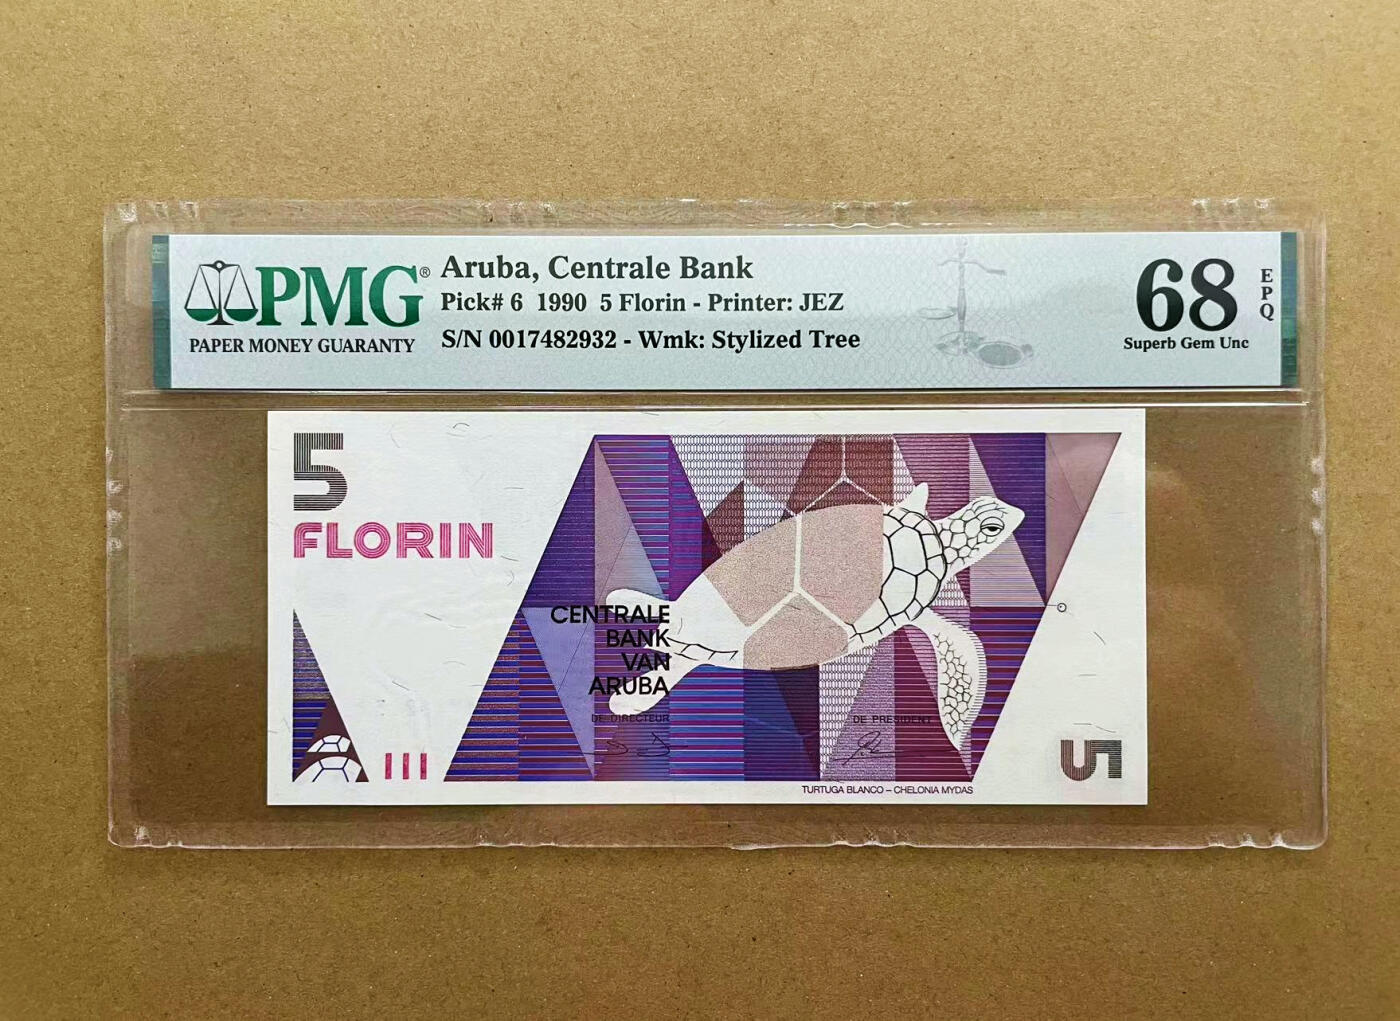 PMG®
PAPER MONEY GUARANTY
Aruba, Centrale Bank
Pick# 6 1990 5 Florin - Printer: JEZ
S/N 0017482932 - Wmk: Stylized Tree
68
EPQ
Superb Gem Unc
5
FLORIN
CENTRALE
BANK
VAN
ARUBA
DE DIRECTEUR
DE PRESIDENT
TURTUGA BLANCO – CHELONIA MYDAS
5